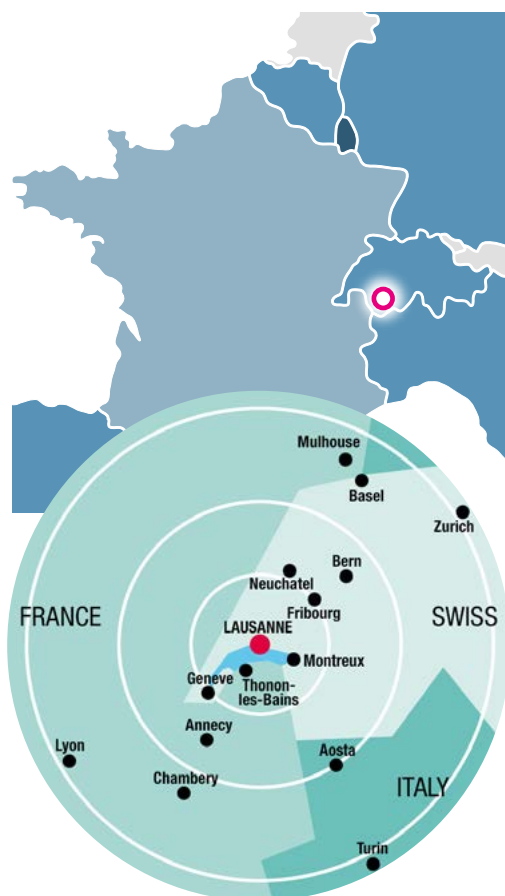 Mulhouse
Basel
Zurich
Bern
Neuchatel
Fribourg
FRANCE
SWISS
LAUSANNE
Montreux
Geneve
Thonon-
les-Bains
Annecy
Lyon
Aosta
Chambery
ITALY
Turin